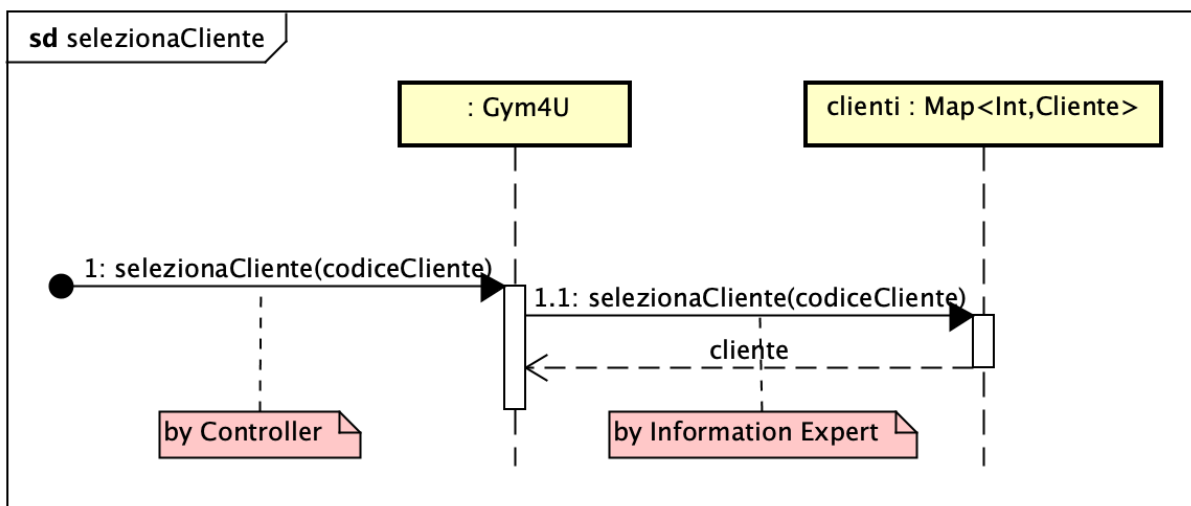 sd selezionaCliente
: Gym4U
clienti : Map<Int,Cliente>
1: selezionaCliente(codiceCliente)
1.1: selezionaCliente(codiceCliente)
cliente
by Controller
by Information Expert